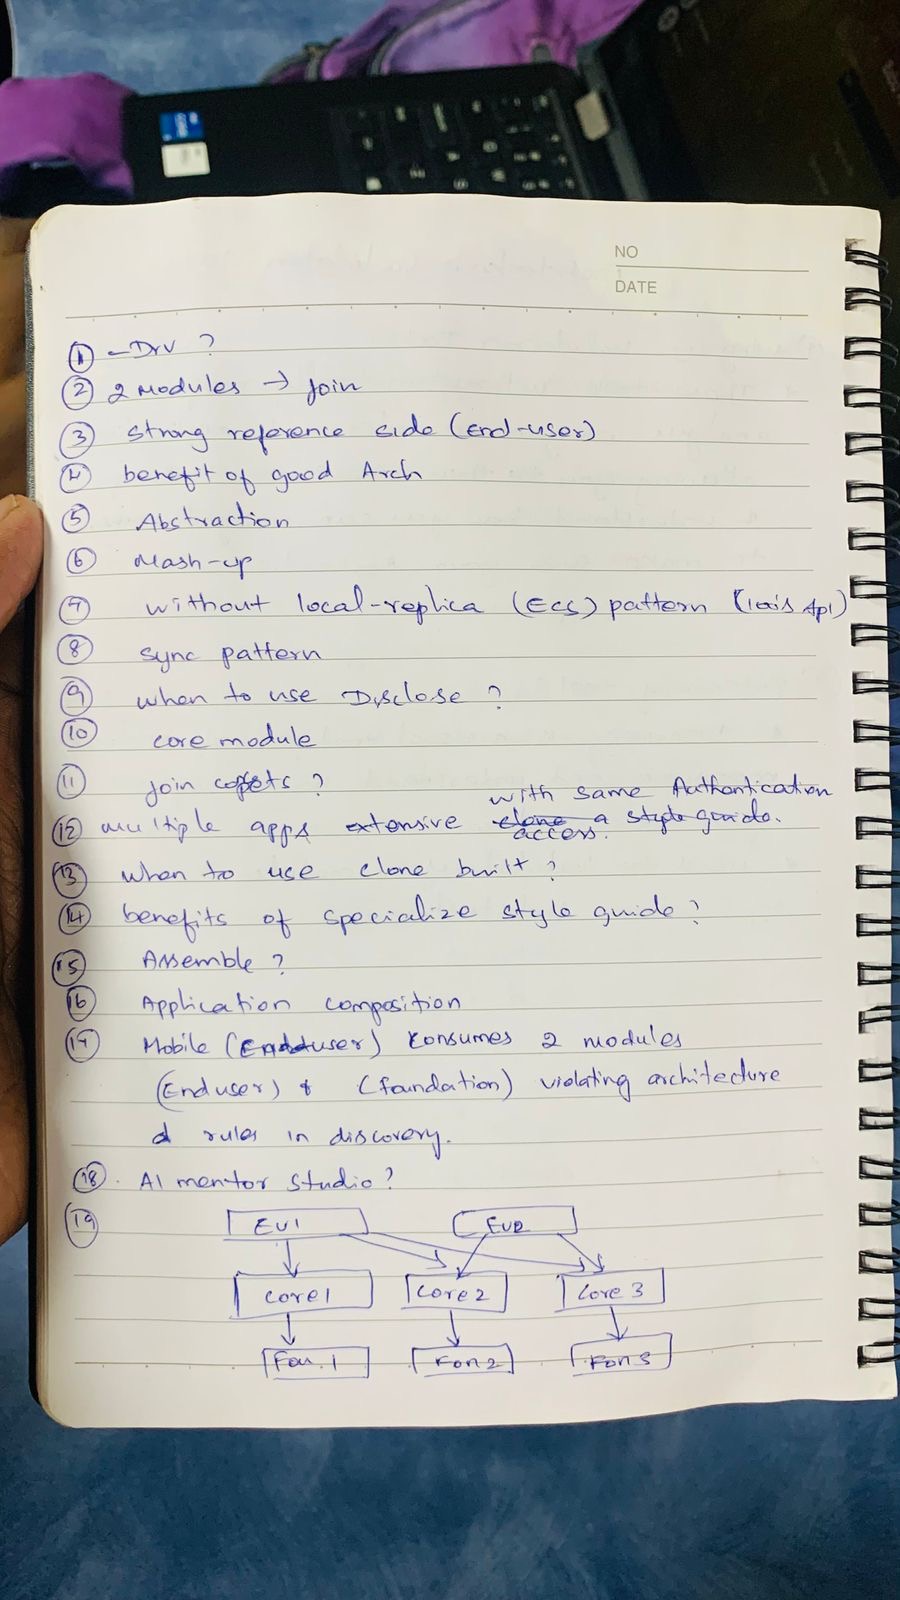 NO
DATE
① -Drv ?
② 2 Modules → Join
③ strong reference side (End-user)
④ benefit of good Arch
⑤ Abstraction
⑥ Mash-up
⑦ without local-replica (ECS) pattern ( Api)
⑧ sync pattern
⑨ when to use Disclose ?
⑩ core module
⑪ Join ?
with same Authentication
⑫ multiple apps extensive clone a style guide.
access.
⑬ when to use clone built ?
⑭ benefits of specialize style guide ?
⑮ Assemble ?
⑯ Application composition
⑰ Mobile (Enduser) consumes 2 modules
(Enduser) & (foundation) violating architecture
rules in discovery.
⑱. AI mentor Studio ?
⑲ EU1 EU2
core1 core2 core 3
Fou.1 Fon2 Fon3